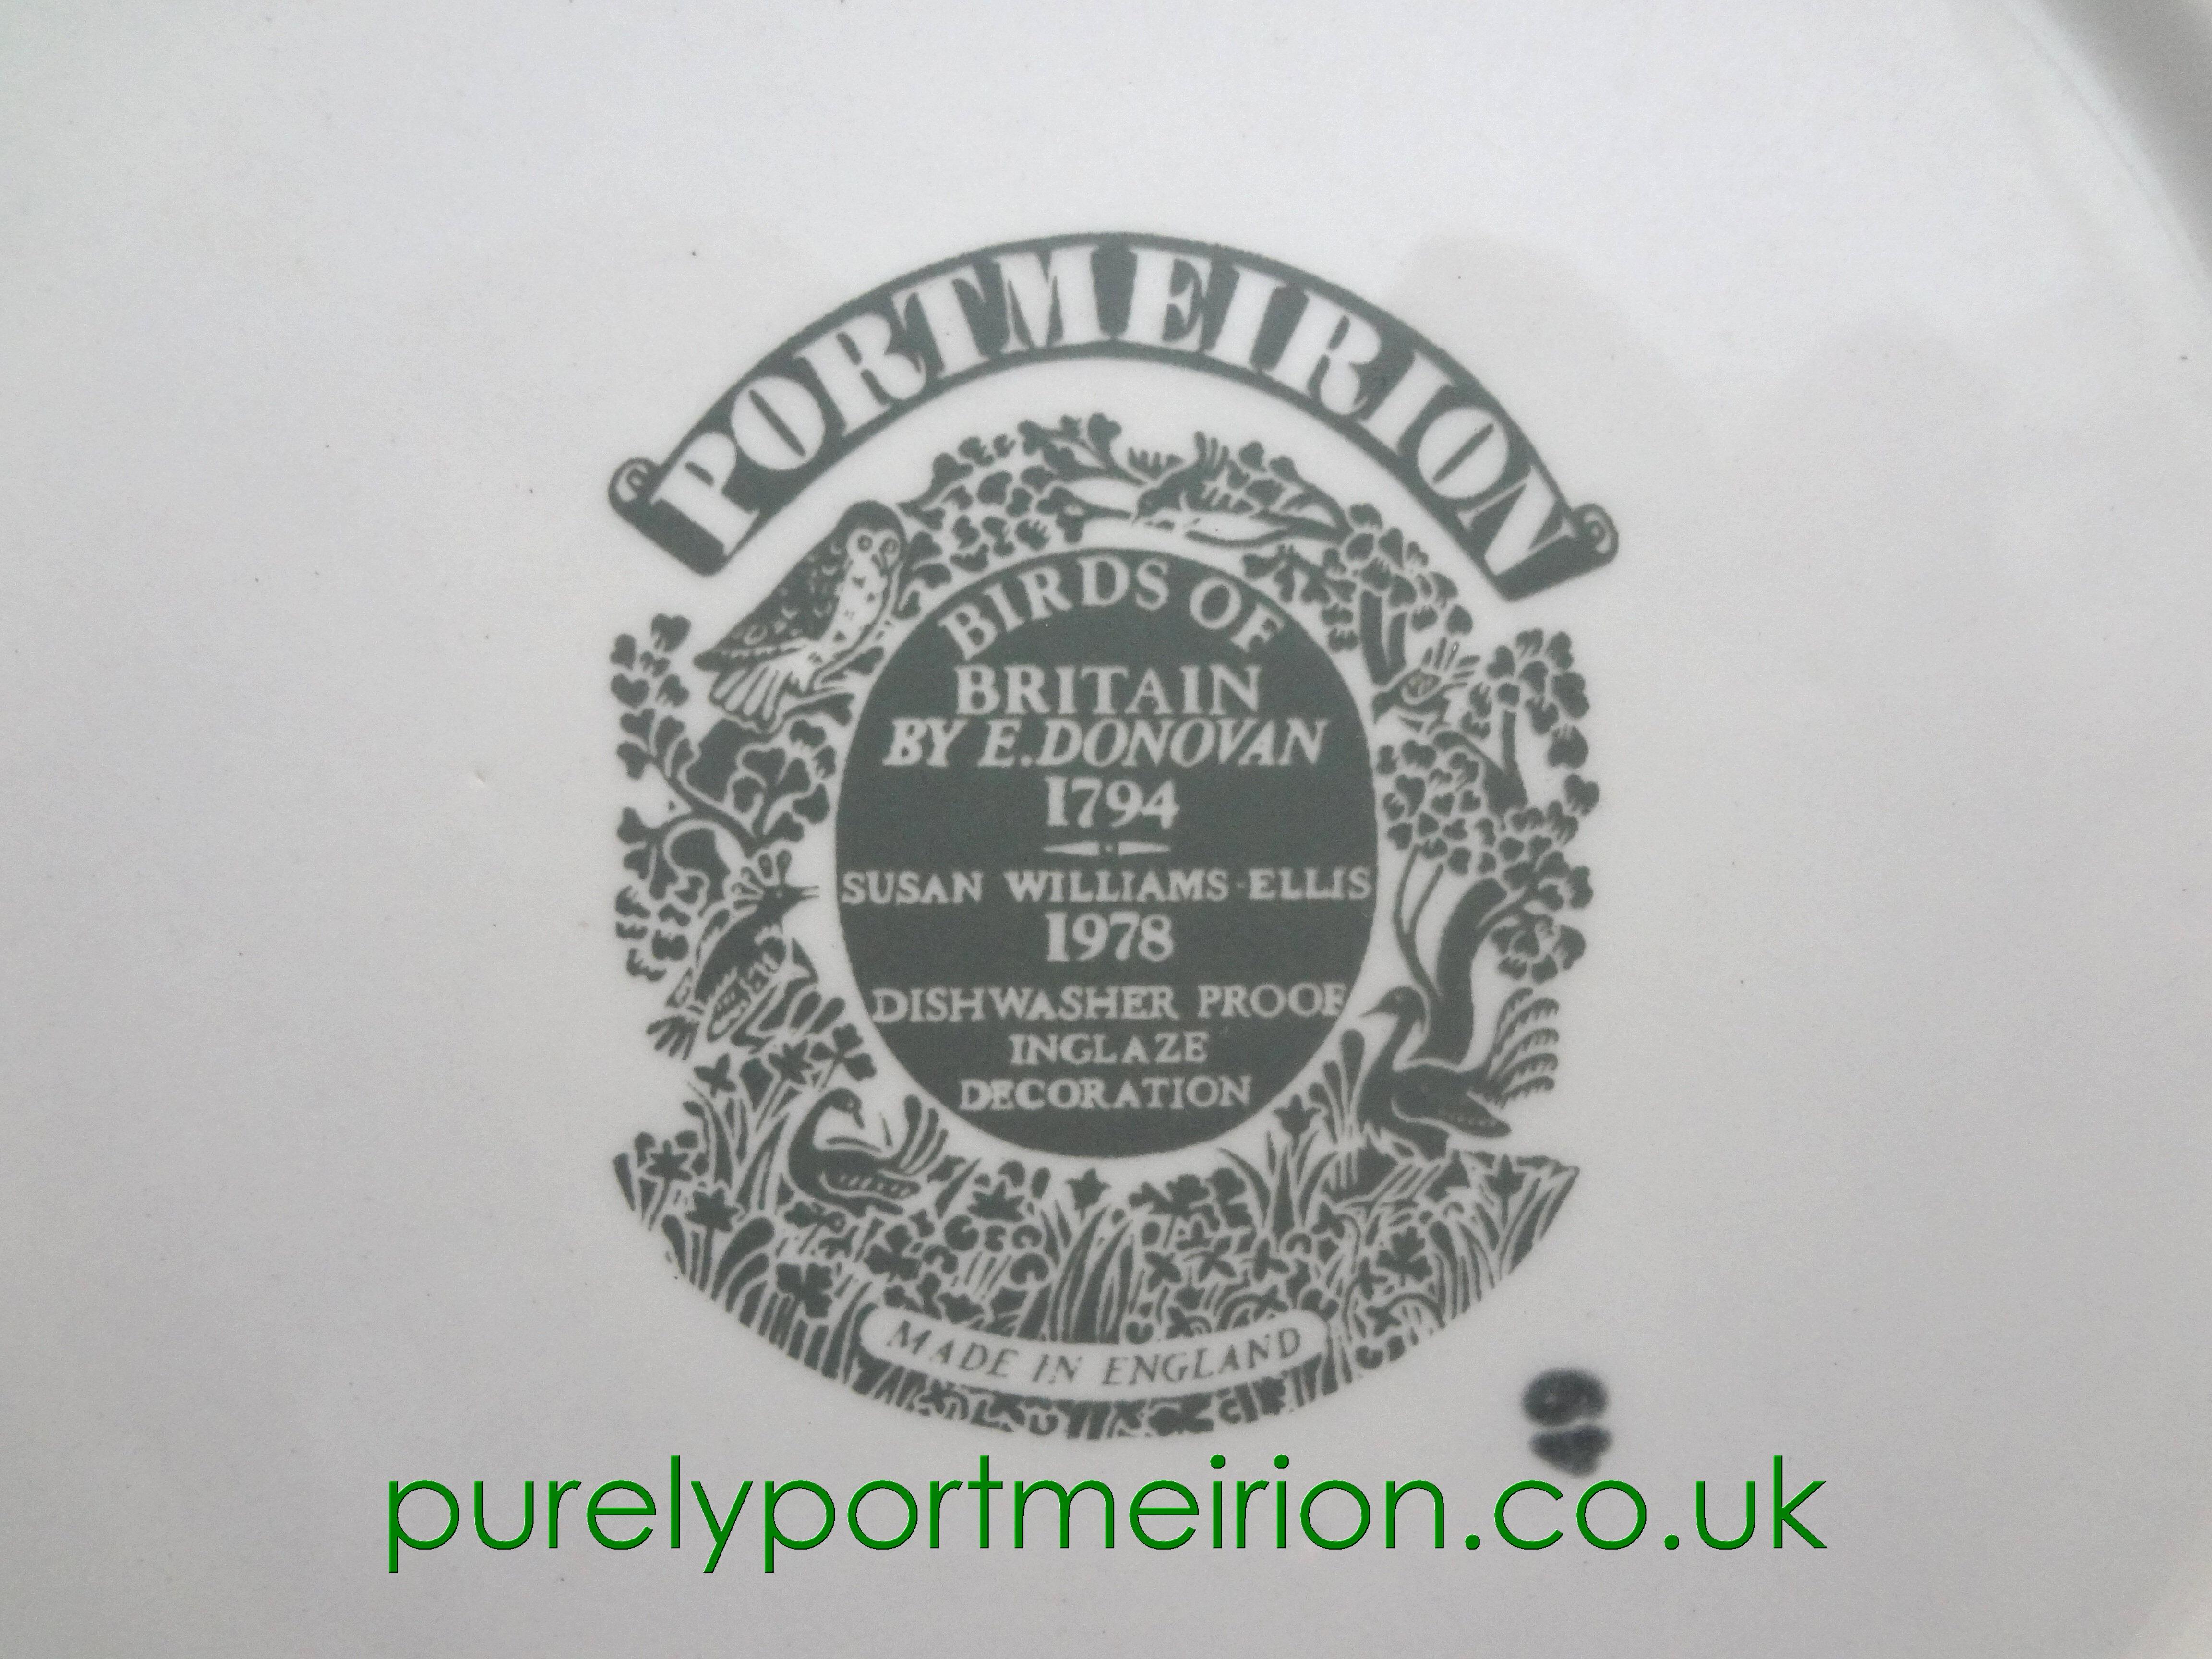 PORTMEIRION
BIRDS OF
BRITAIN
BY E.DONOVAN
1794
SUSAN WILLIAMS-ELLIS
1978
DISHWASHER PROOF
INGLAZE
DECORATION
MADE IN ENGLAND
purelyportmeirion.co.uk